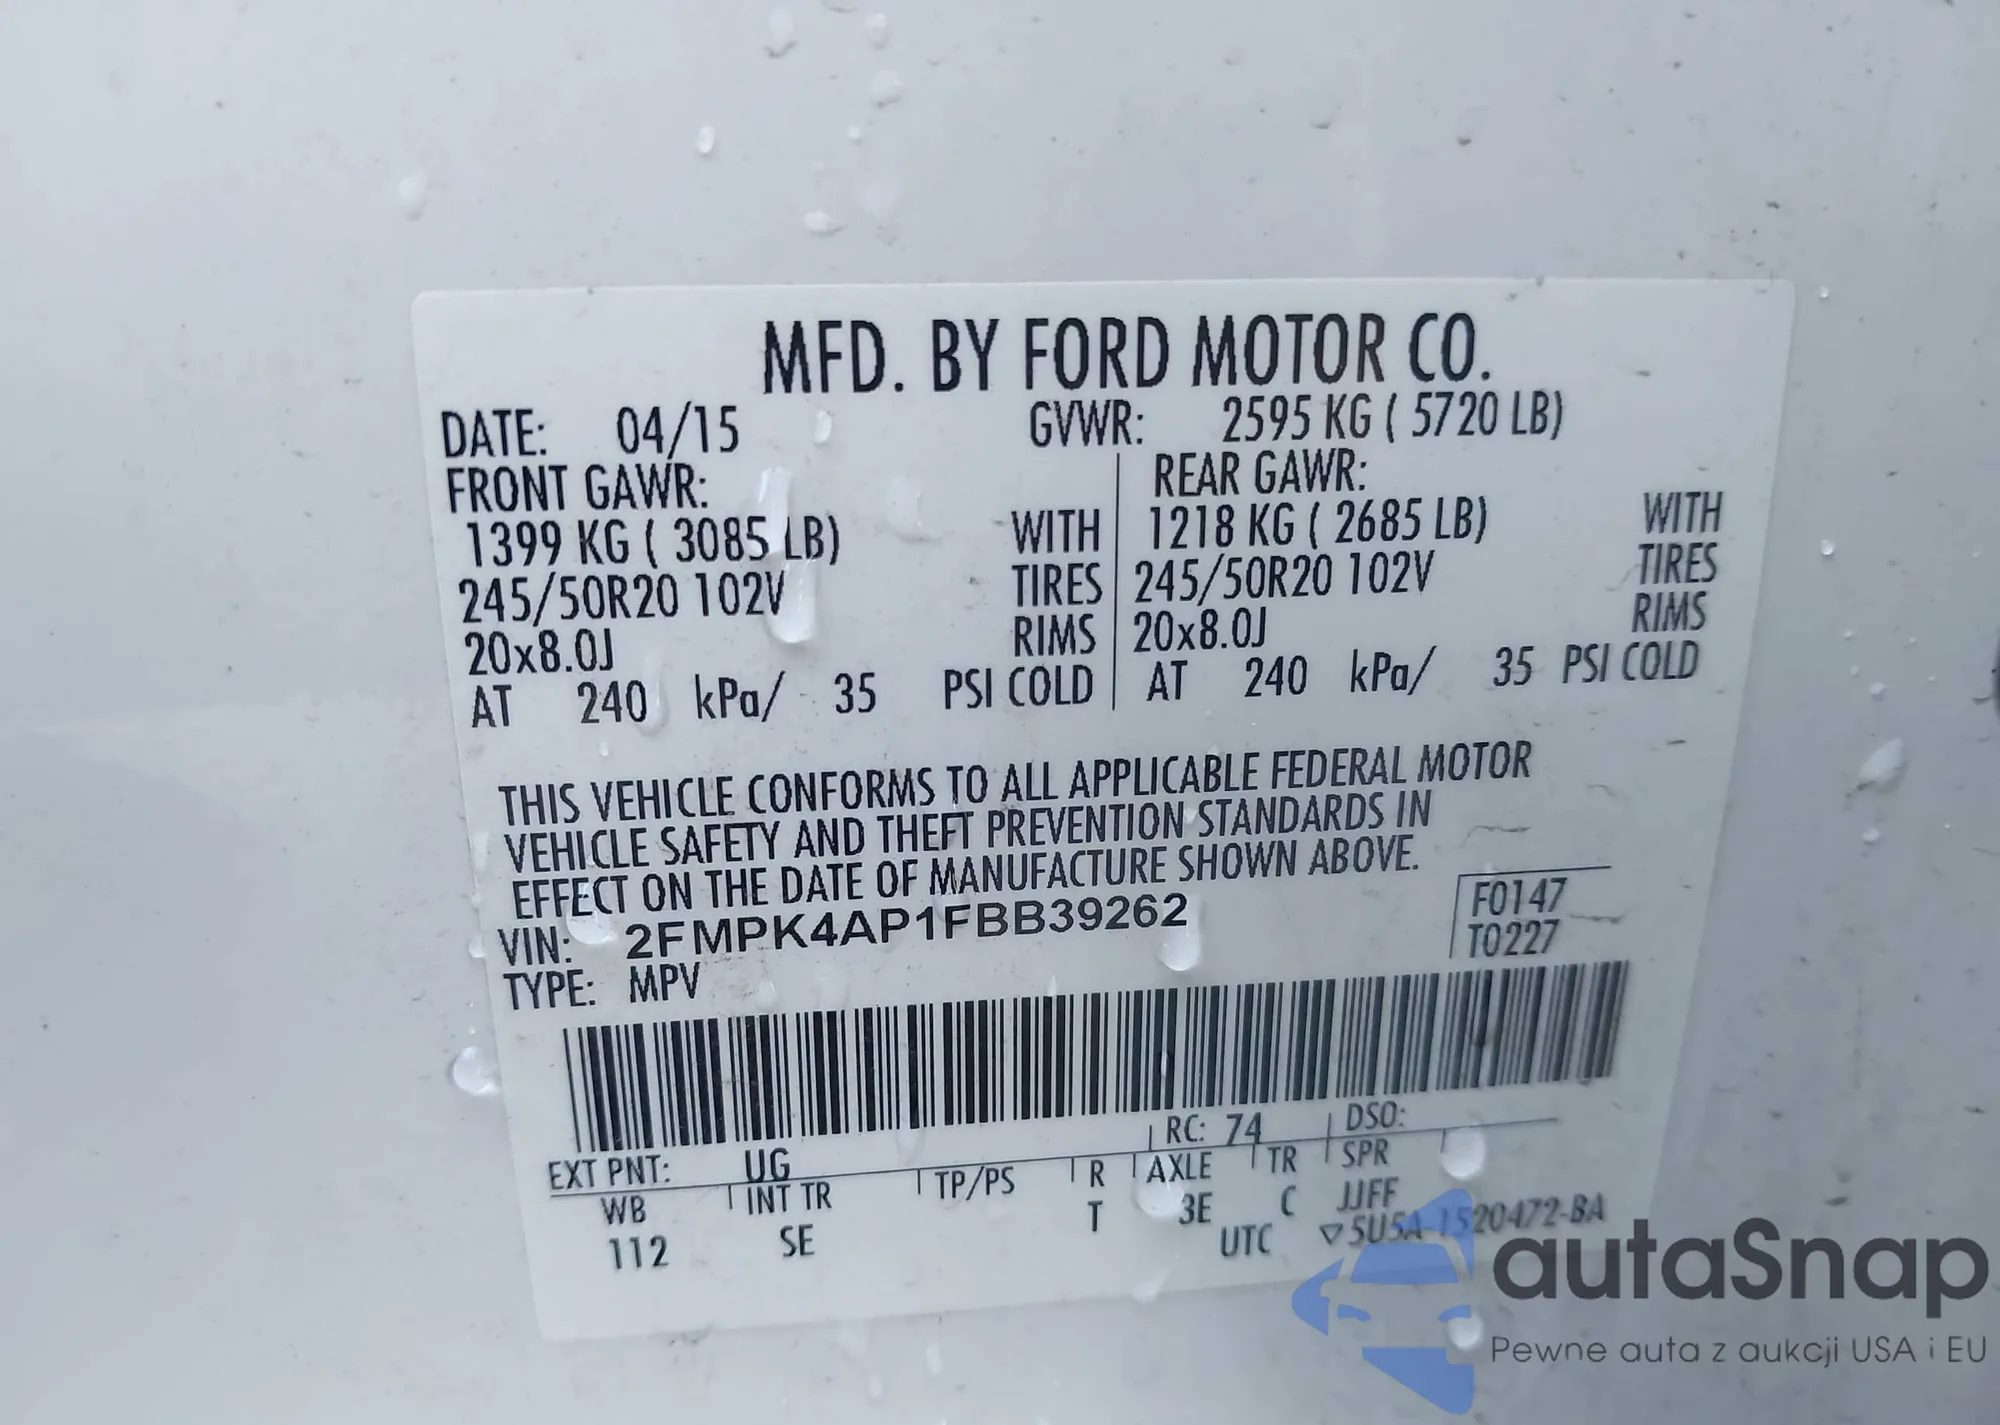 MFD. BY FORD MOTOR CO.
DATE: 04/15 GVWR: 2595 KG ( 5720 LB)
FRONT GAWR: REAR GAWR:
1399 KG ( 3085 LB) WITH 1218 KG ( 2685 LB) WITH
245/50R20 102V TIRES 245/50R20 102V TIRES
20x8.0J RIMS 20x8.0J RIMS
AT 240 kPa/ 35 PSI COLD AT 240 kPa/ 35 PSI COLD
THIS VEHICLE CONFORMS TO ALL APPLICABLE FEDERAL MOTOR
VEHICLE SAFETY AND THEFT PREVENTION STANDARDS IN
EFFECT ON THE DATE OF MANUFACTURE SHOWN ABOVE.
VIN: 2FMPK4AP1FBB39262
TYPE: MPV
F0147
T0227
EXT PNT: UG RC: 74 DSO:
WB INT TR TP/PS R AXLE TR SPR
112 SE T 3E C JJFF
UTC ▽5U5A-1520472-BA
autaSnap
Pewne auta z aukcji USA i EU